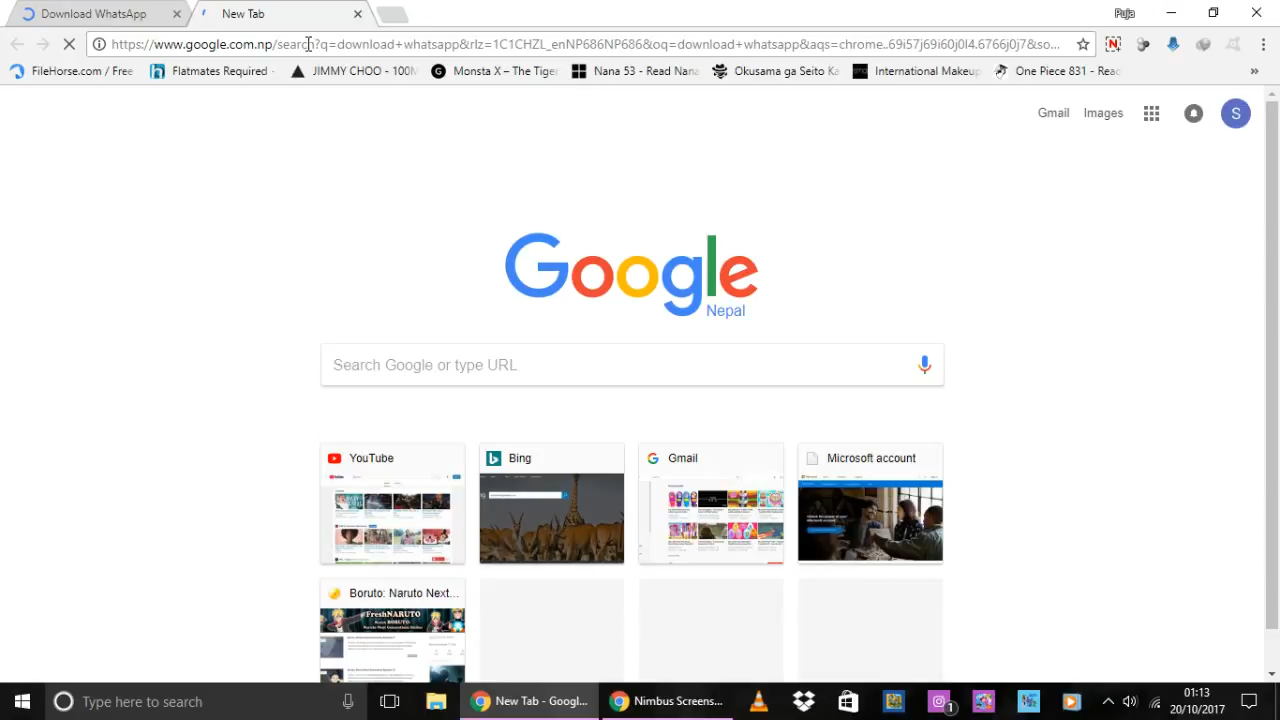 Download WhatsApp
New Tab
Puja
https://www.google.com.np/search?q=download+whatsapp&rlz=1C1CHZL_enNP686NP686&oq=download+whatsapp&aqs=chrome..69i57j69i60j0l4.6766j0j7&so...
FileHorse.com / Free
Flatmates Required -
JIMMY CHOO - 100M
Monsta X – The Tiger
Nana 53 - Read Nana
Okusama ga Seito Ka
International Makeup
One Piece 831 - Read
Gmail
Images
S
Google
Nepal
Search Google or type URL
YouTube
Bing
Gmail
Microsoft account
Boruto: Naruto Next...
#FreshNARUTO
Type here to search
New Tab - Googl...
Nimbus Screens...
1
01:13
20/10/2017